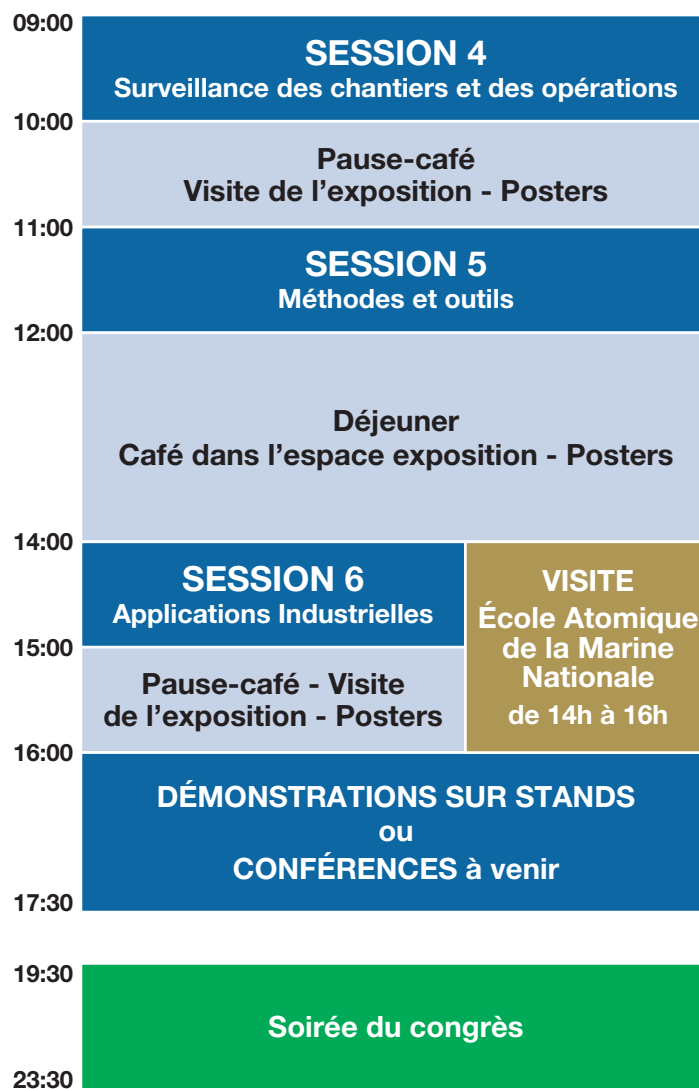 09:00
SESSION 4
Surveillance des chantiers et des opérations
10:00
Pause-café
Visite de l’exposition - Posters
11:00
SESSION 5
Méthodes et outils
12:00
Déjeuner
Café dans l’espace exposition - Posters
14:00
SESSION 6
Applications Industrielles
15:00
Pause-café - Visite
de l’exposition - Posters
VISITE
École Atomique
de la Marine
Nationale
de 14h à 16h
16:00
DÉMONSTRATIONS SUR STANDS
ou
CONFÉRENCES à venir
17:30
19:30
Soirée du congrès
23:30